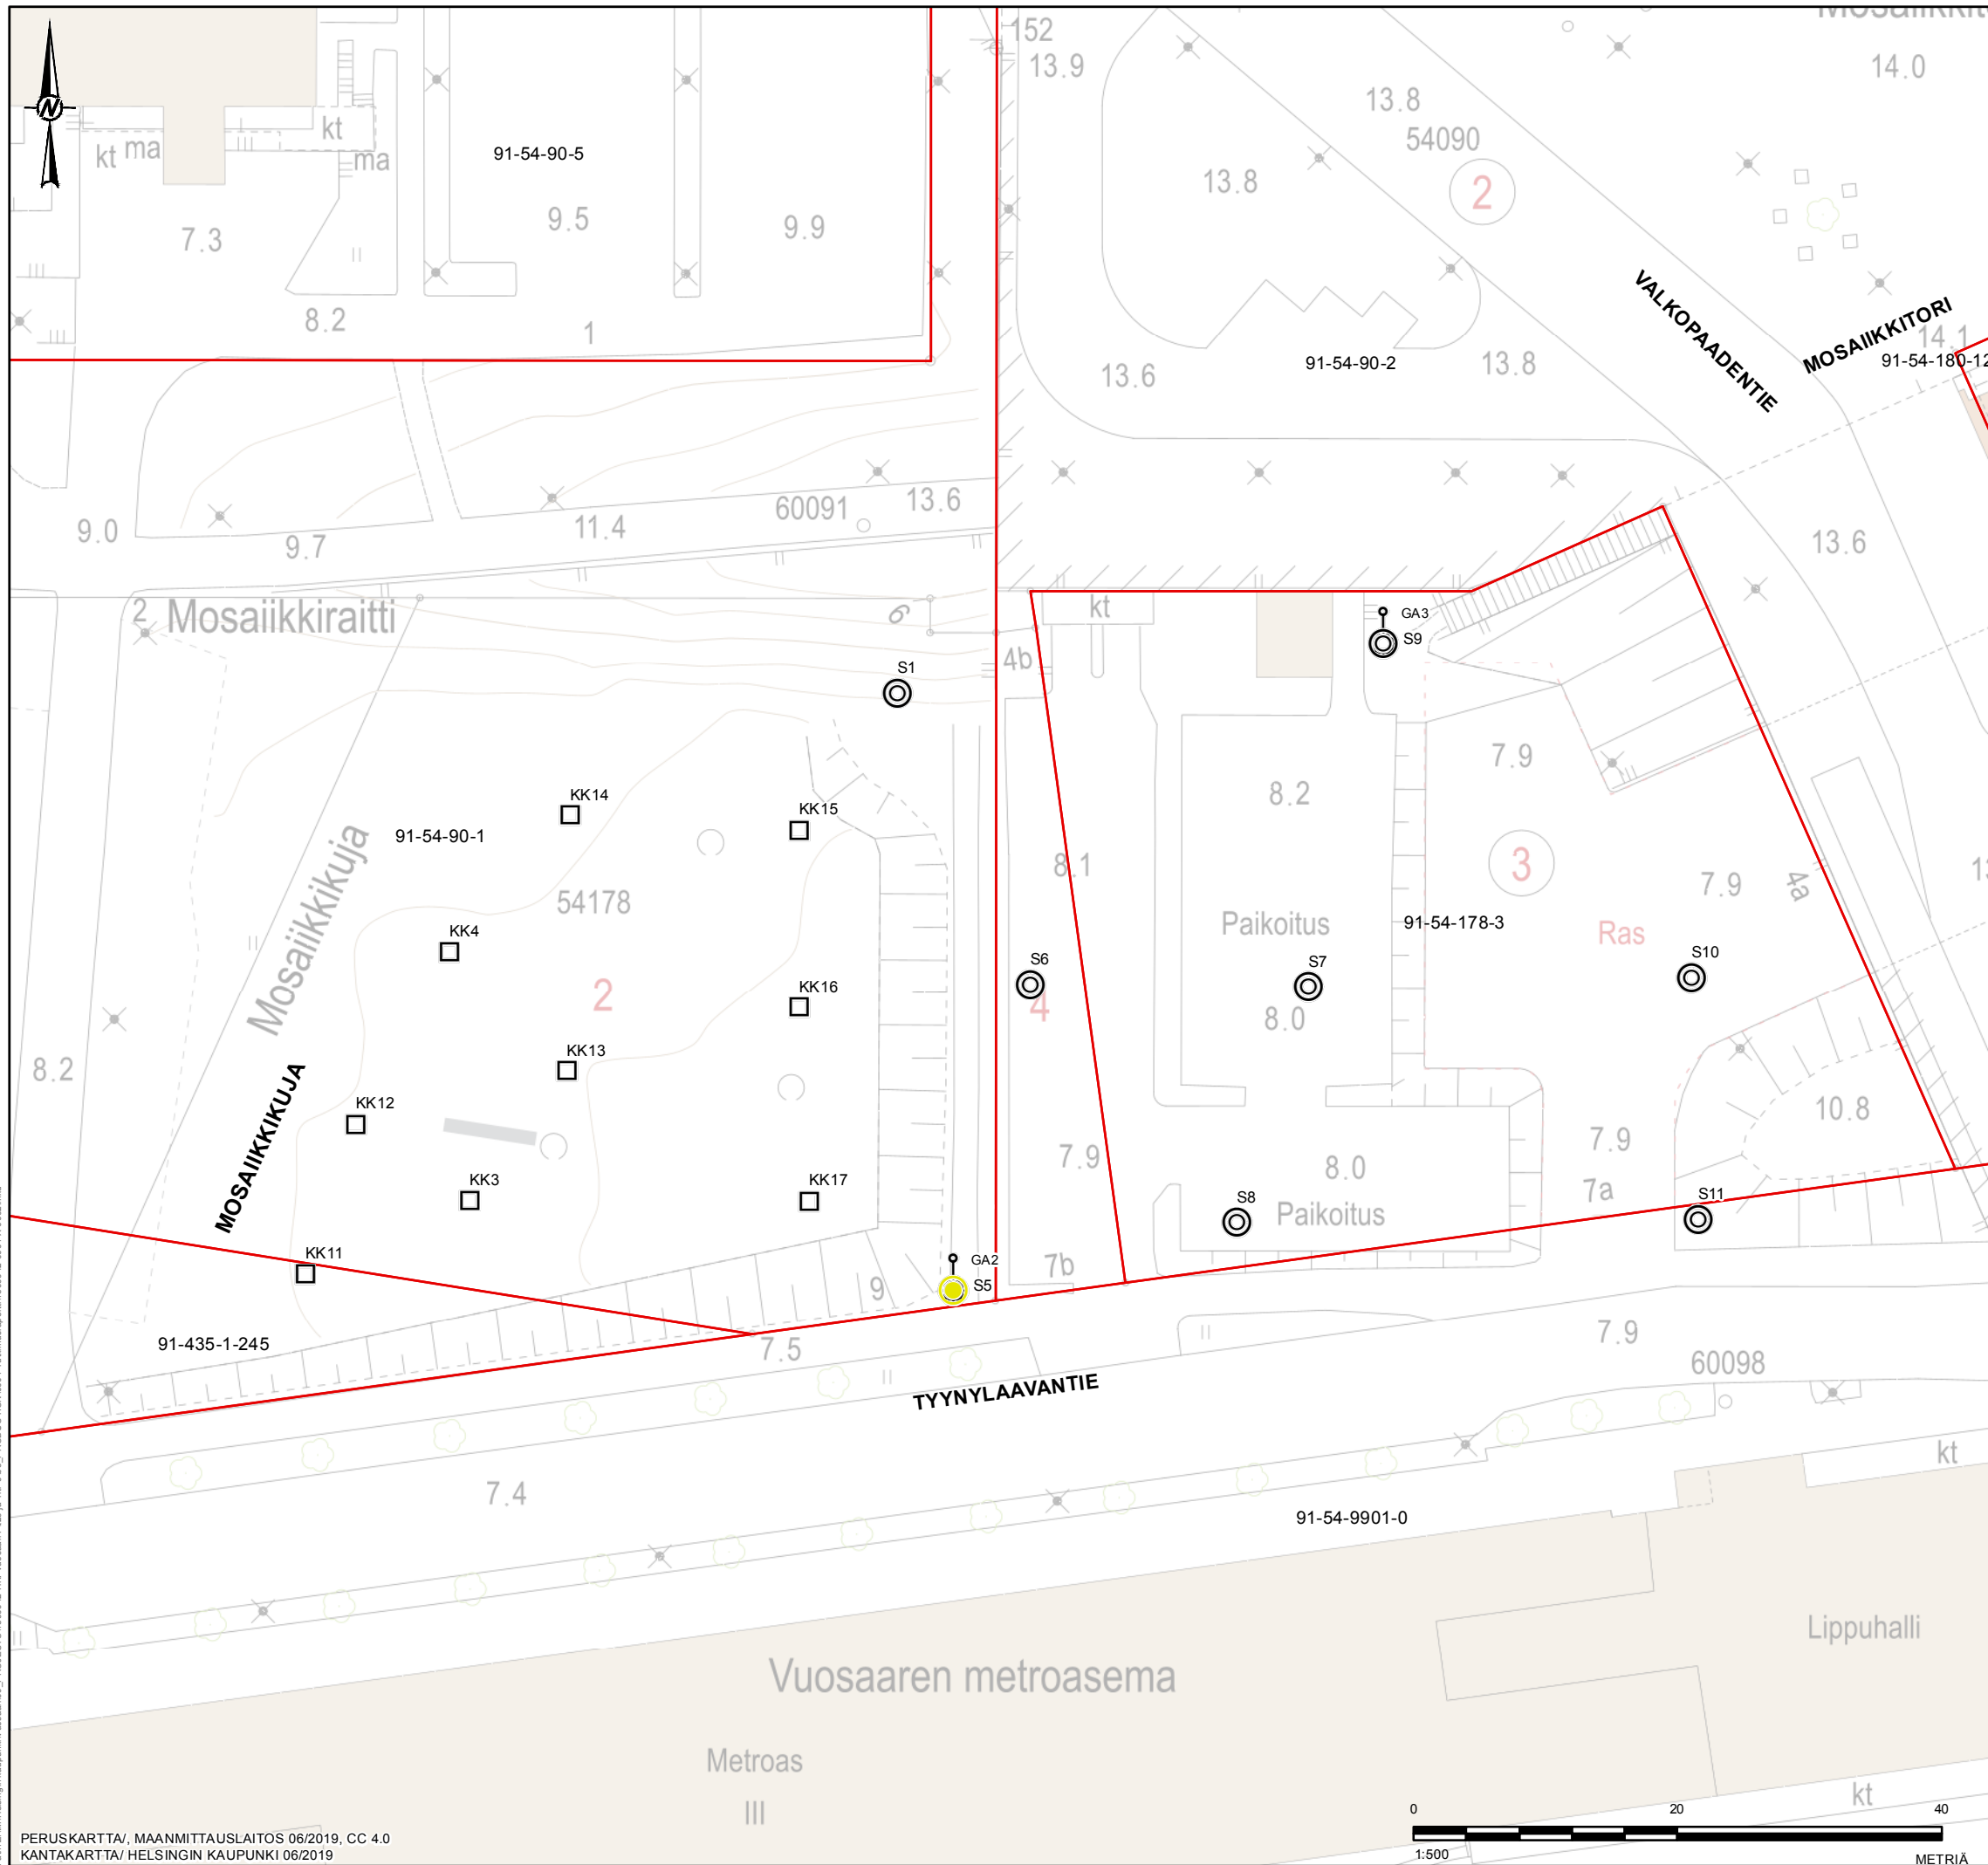 Mosaiikkitori
152
13.9
14.0
13.8
54090
N
kt
ma
kt
ma
91-54-90-5
13.8
2
7.3
9.5
9.9
VALKOPAADENTIE
MOSAIIKKITORI
14.1
91-54-180-12
8.2
1
91-54-90-2
13.8
13.6
60091
13.6
9.0
9.7
11.4
13.6
2
Mosaiikkiraitti
6
kt
GA3
S9
4b
S1
7.9
KK14
KK15
8.2
91-54-90-1
Mosaiikkikuja
8.1
3
7.9
4a
54178
Paikoitus
91-54-178-3
Ras
KK4
S6
S7
S10
2
KK16
4
8.0
8.2
KK13
MOSAIIKKIKUJA
KK12
10.8
7.9
7.9
8.0
KK3
KK17
7a
S8
Paikoitus
S11
KK11
7b
GA2
9
S5
91-435-1-245
7.5
7.9
60098
TYYNYLAAVANTIE
kt
7.4
91-54-9901-0
Lippuhalli
Vuosaaren metroasema
Metroas
III
kt
0 20 40
1:500
METRIÄ
PERUSKARTTA/, MAANMITTAUSLAITOS 06/2019, CC 4.0
KANTAKARTTA/ HELSINGIN KAUPUNKI 06/2019